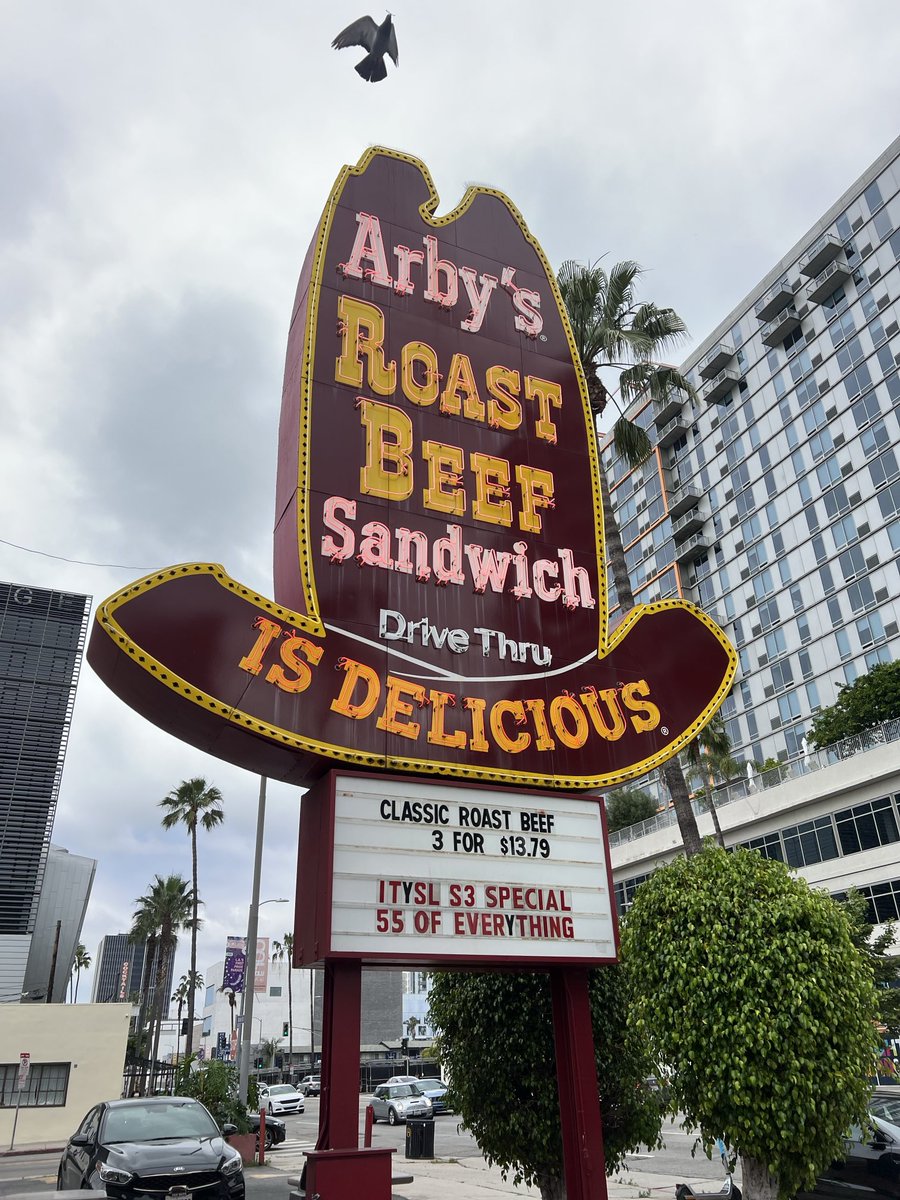 Arby's®
ROAST
BEEF
Sandwich
Drive Thru
IS DELICIOUS®
CLASSIC ROAST BEEF
3 FOR $13.79
ITYSL S3 SPECIAL
55 OF EVERYTHING